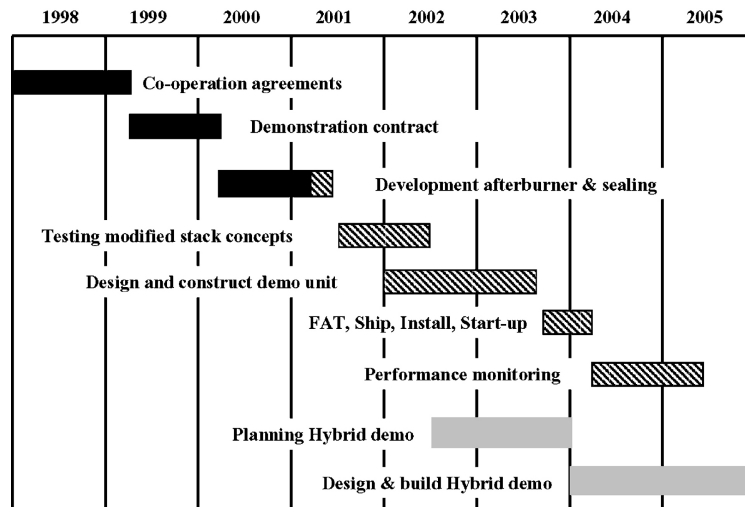 1998 1999 2000 2001 2002 2003 2004 2005
Co-operation agreements
Demonstration contract
Development afterburner & sealing
Testing modified stack concepts
Design and construct demo unit
FAT, Ship, Install, Start-up
Performance monitoring
Planning Hybrid demo
Design & build Hybrid demo